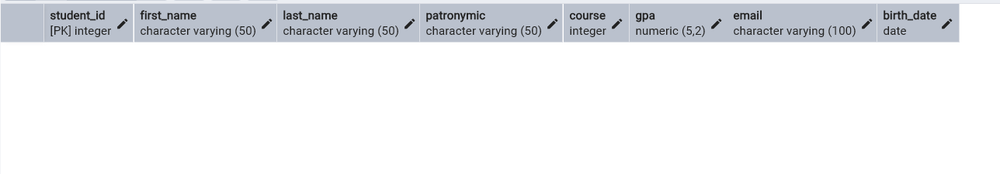 student_id first_name last_name patronymic course gpa email birth_date
[PK] integer character varying (50) character varying (50) character varying (50) integer numeric (5,2) character varying (100) date